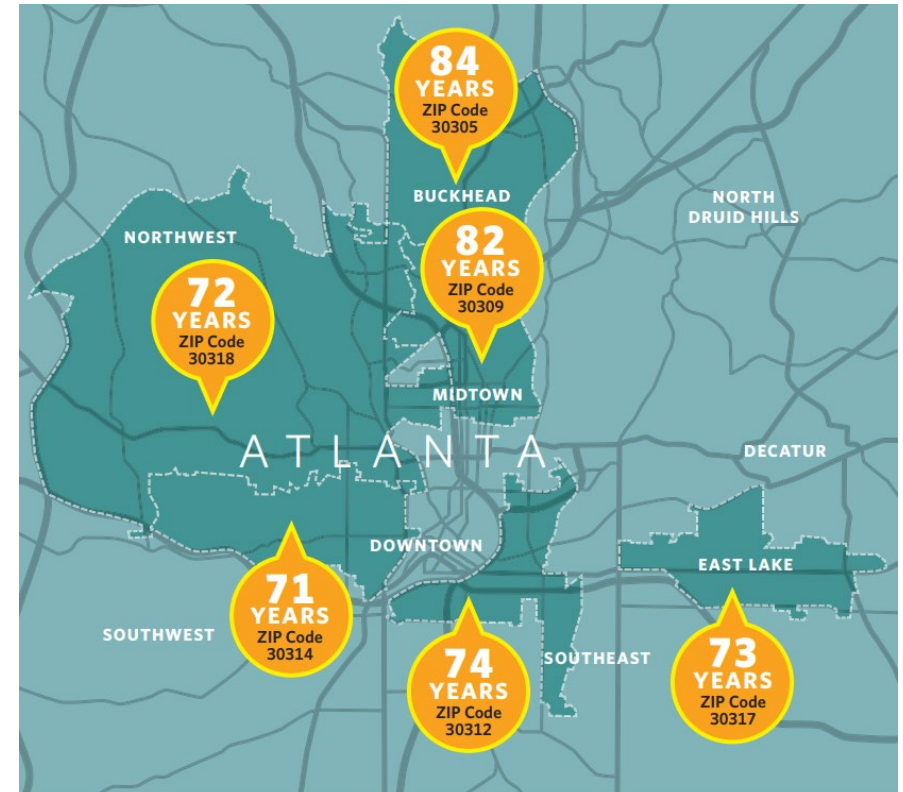 84
YEARS
ZIP Code
30305
BUCKHEAD
NORTH
DRUID HILLS
NORTHWEST
82
YEARS
ZIP Code
30309
72
YEARS
ZIP Code
30318
MIDTOWN
ATLANTA
DECATUR
DOWNTOWN
EAST LAKE
71
YEARS
ZIP Code
30314
SOUTHWEST
74
YEARS
ZIP Code
30312
SOUTHEAST
73
YEARS
ZIP Code
30317